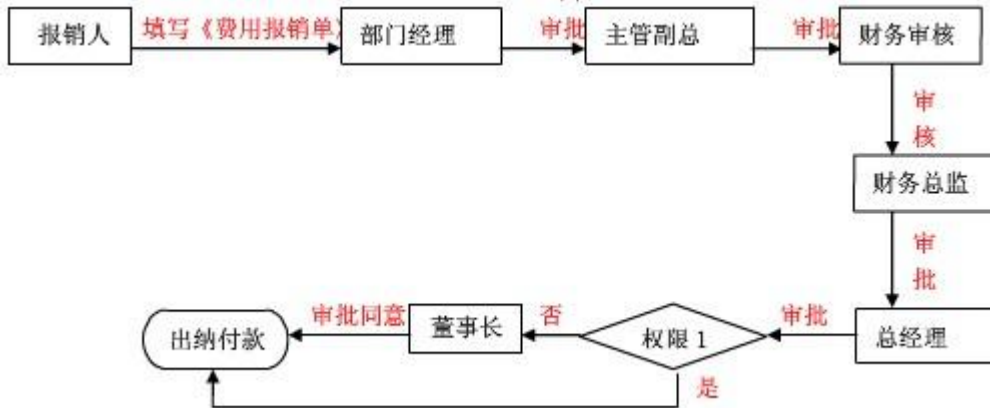 报销人 填写《费用报销单》 部门经理 审批 主管副总 审批 财务审核
审
核
财务总监
审
批
总经理
审批
权限 1
否
董事长
审批同意
出纳付款
是